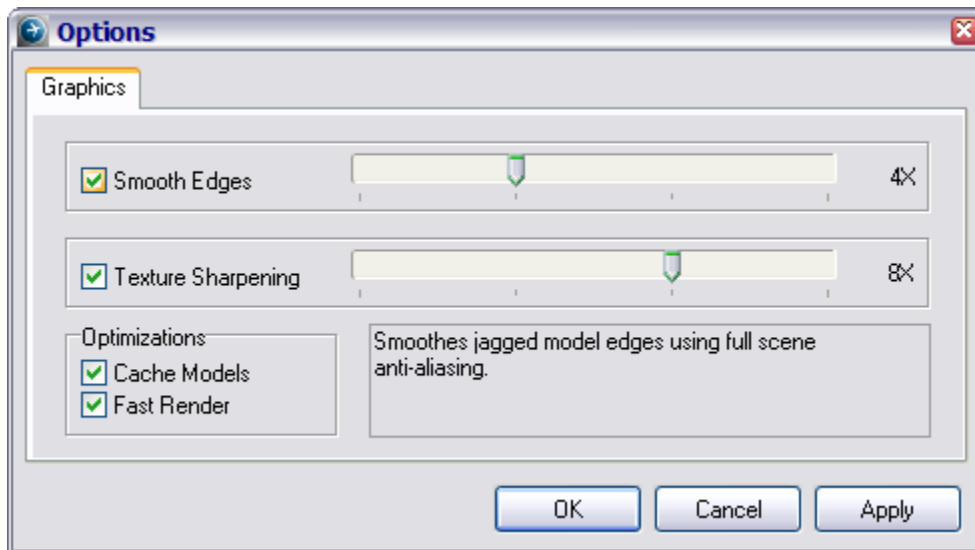 Options
Graphics
Smooth Edges 4X
Texture Sharpening 8X
Optimizations
Cache Models
Fast Render
Smoothes jagged model edges using full scene
anti-aliasing.
OK Cancel Apply